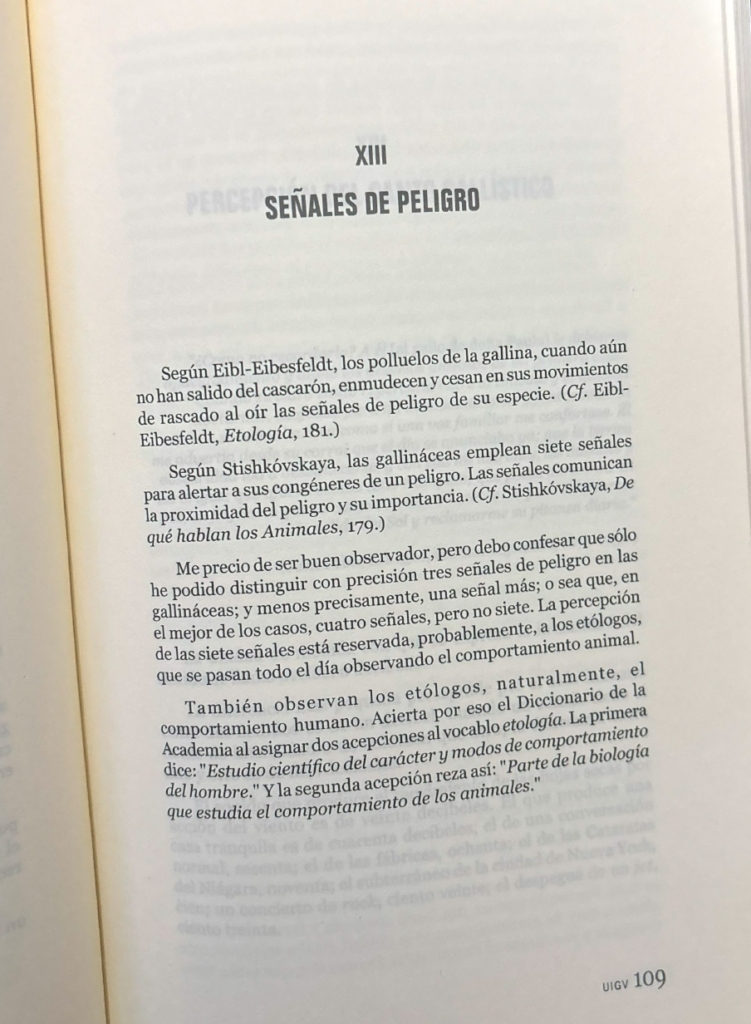 XIII
SEÑALES DE PELIGRO
Según Eibl-Eibesfeldt, los polluelos de la gallina, cuando aún
no han salido del cascarón, enmudecen y cesan en sus movimientos
de rascado al oír las señales de peligro de su especie. (Cf. Eibl-
Eibesfeldt, Etología, 181.)
Según Stishkóvskaya, las gallináceas emplean siete señales
para alertar a sus congéneres de un peligro. Las señales comunican
la proximidad del peligro y su importancia. (Cf. Stishkóvskaya, De
qué hablan los Animales, 179.)
Me precio de ser buen observador, pero debo confesar que sólo
he podido distinguir con precisión tres señales de peligro en las
gallináceas; y menos precisamente, una señal más; o sea que, en
el mejor de los casos, cuatro señales, pero no siete. La percepción
de las siete señales está reservada, probablemente, a los etólogos,
que se pasan todo el día observando el comportamiento animal.
También observan los etólogos, naturalmente, el
comportamiento humano. Acierta por eso el Diccionario de la
Academia al asignar dos acepciones al vocablo etología. La primera
dice: "Estudio científico del carácter y modos de comportamiento
del hombre." Y la segunda acepción reza así: "Parte de la biología
que estudia el comportamiento de los animales."
UIGV 109